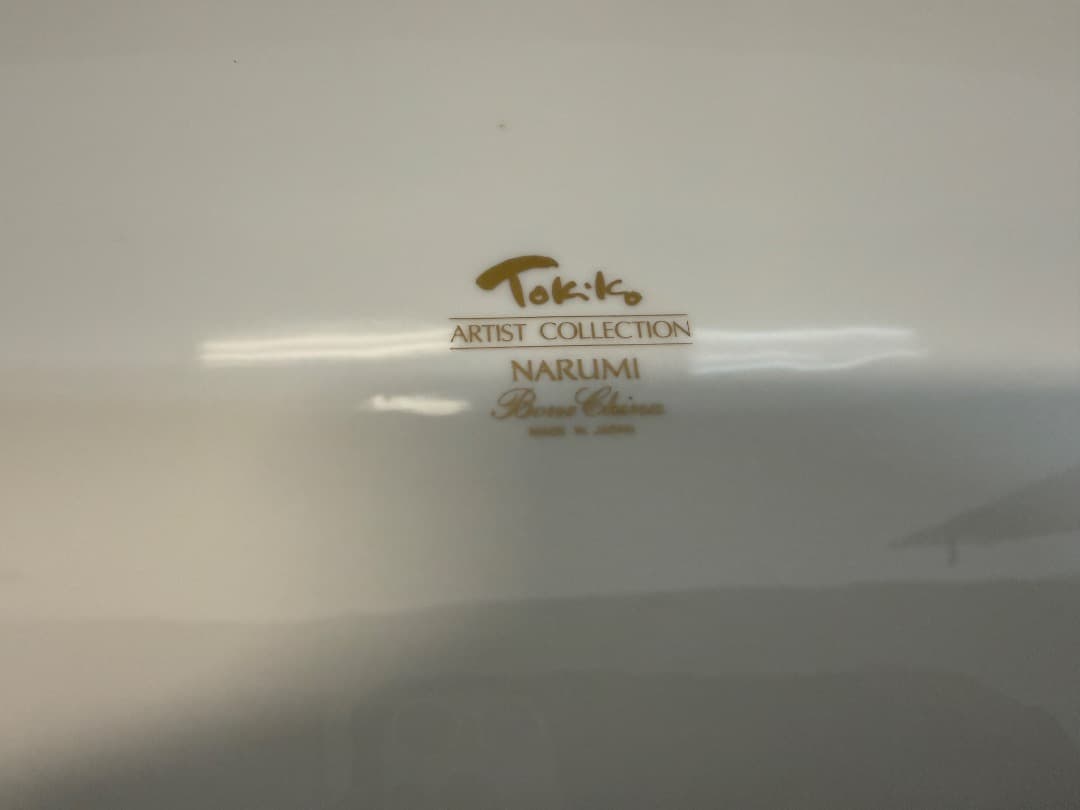 Tokiko
ARTIST COLLECTION
NARUMI
Bone China
MADE IN JAPAN